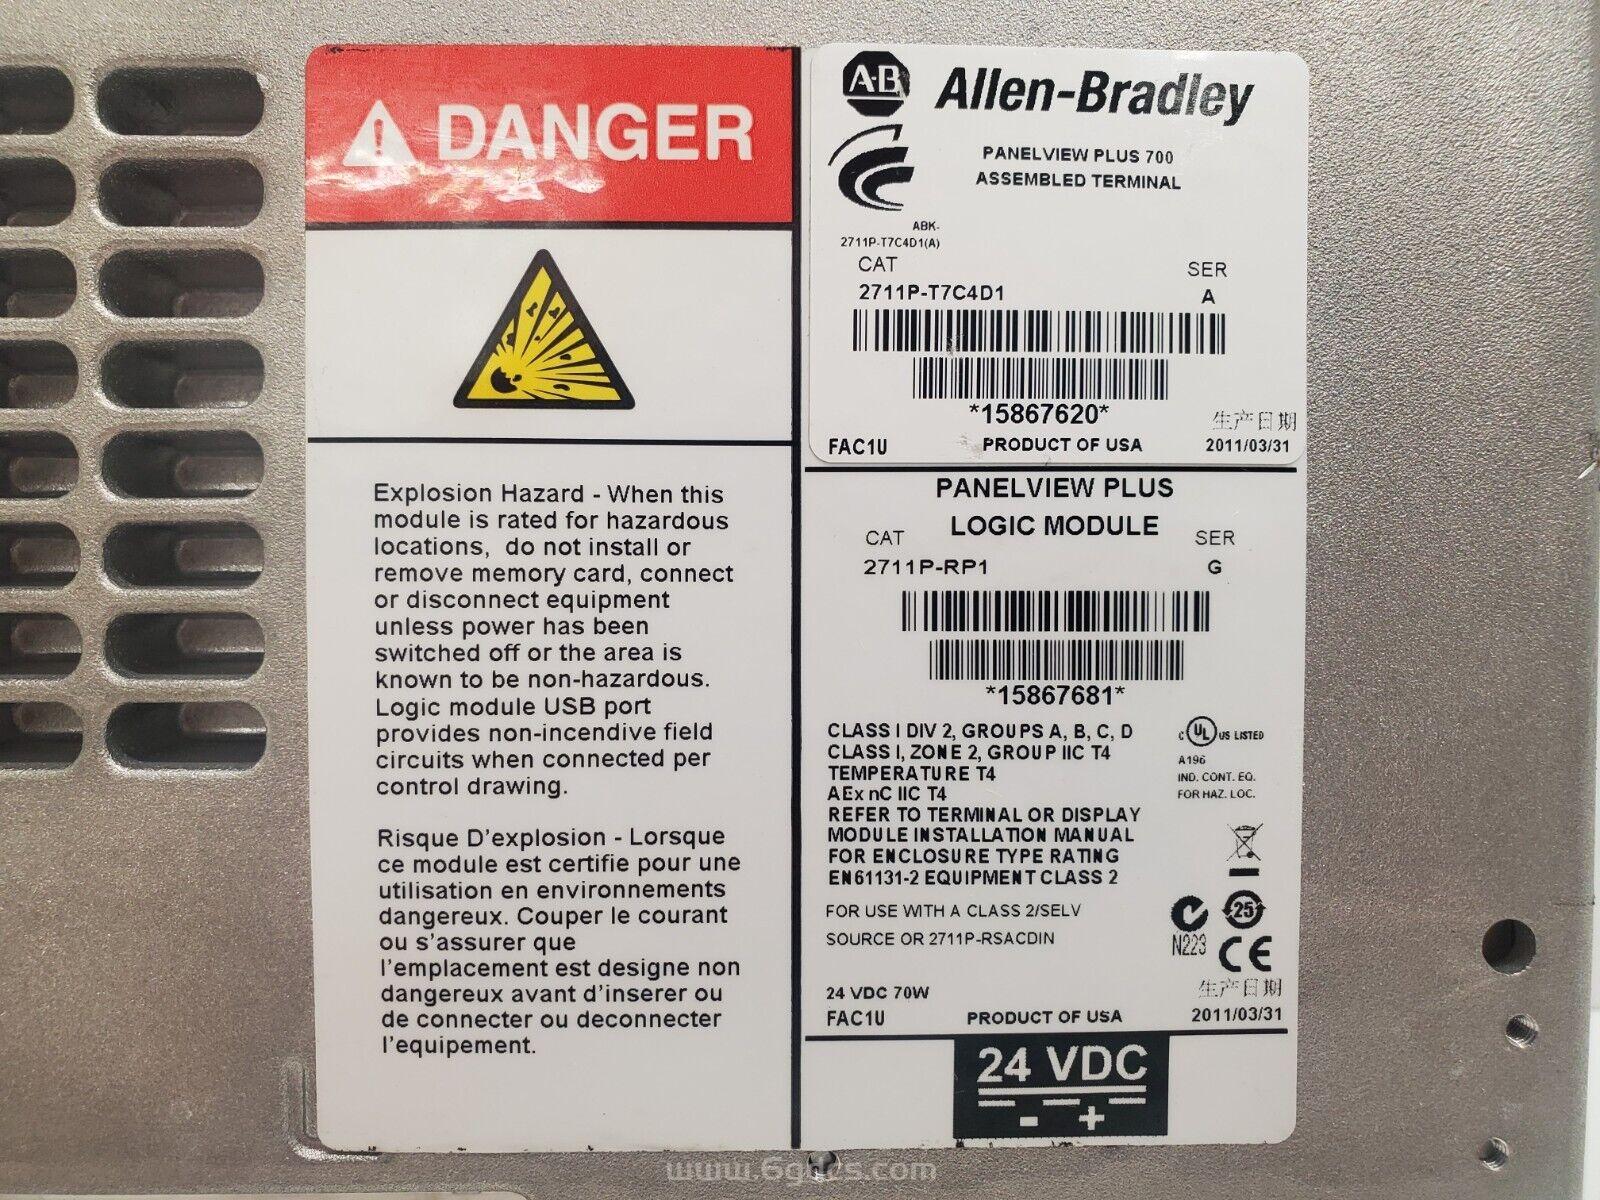 DANGER
Explosion Hazard - When this
module is rated for hazardous
locations, do not install or
remove memory card, connect
or disconnect equipment
unless power has been
switched off or the area is
known to be non-hazardous.
Logic module USB port
provides non-incendive field
circuits when connected per
control drawing.
Risque D'explosion - Lorsque
ce module est certifie pour une
utilisation en environnements
dangereux. Couper le courant
ou s'assurer que
l'emplacement est designe non
dangereux avant d'inserer ou
de connecter ou deconnecter
l'equipement.
A-B Allen-Bradley
PANELVIEW PLUS 700
ASSEMBLED TERMINAL
ABK-
2711P-T7C4D1(A)
CAT SER
2711P-T7C4D1 A
*15867620*
生产日期
FAC1U PRODUCT OF USA 2011/03/31
PANELVIEW PLUS
LOGIC MODULE
CAT SER
2711P-RP1 G
*15867681*
CLASS I DIV 2, GROUPS A, B, C, D
CLASS I, ZONE 2, GROUP IIC T4
TEMPERATURE T4
AEx nC IIC T4
REFER TO TERMINAL OR DISPLAY
MODULE INSTALLATION MANUAL
FOR ENCLOSURE TYPE RATING
EN61131-2 EQUIPMENT CLASS 2
C UL US LISTED
A196
IND. CONT. EQ.
FOR HAZ. LOC.
FOR USE WITH A CLASS 2/SELV
SOURCE OR 2711P-RSACDIN
25
N223
CE
生产日期
24 VDC 70W
FAC1U PRODUCT OF USA 2011/03/31
24 VDC
- +
www.6gdcs.com